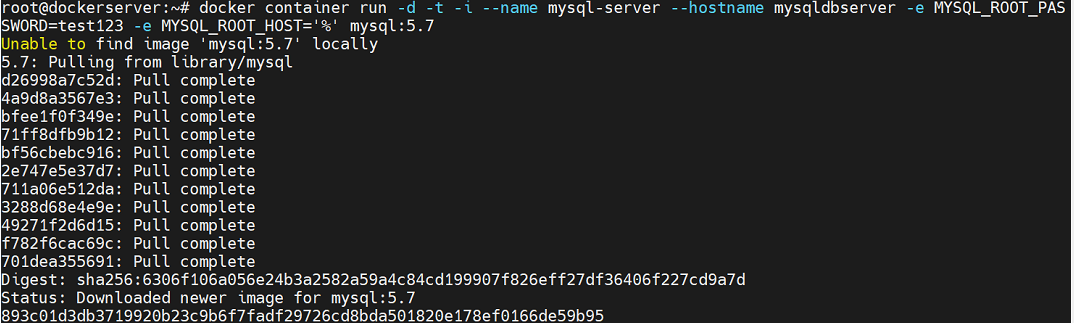 root@dockerserver:~# docker container run -d -t -i --name mysql-server --hostname mysqldbserver -e MYSQL_ROOT_PAS
SWORD=test123 -e MYSQL_ROOT_HOST='%' mysql:5.7
Unable to find image 'mysql:5.7' locally
5.7: Pulling from library/mysql
d26998a7c52d: Pull complete
4a9d8a3567e3: Pull complete
bfee1f0f349e: Pull complete
71ff8dfb9b12: Pull complete
bf56cbebc916: Pull complete
2e747e5e37d7: Pull complete
711a06e512da: Pull complete
3288d68e4e9e: Pull complete
49271f2d6d15: Pull complete
f782f6cac69c: Pull complete
701dea355691: Pull complete
Digest: sha256:6306f106a056e24b3a2582a59a4c84cd199907f826eff27df36406f227cd9a7d
Status: Downloaded newer image for mysql:5.7
893c01d3db3719920b23c9b6f7fadf29726cd8bda501820e178ef0166de59b95